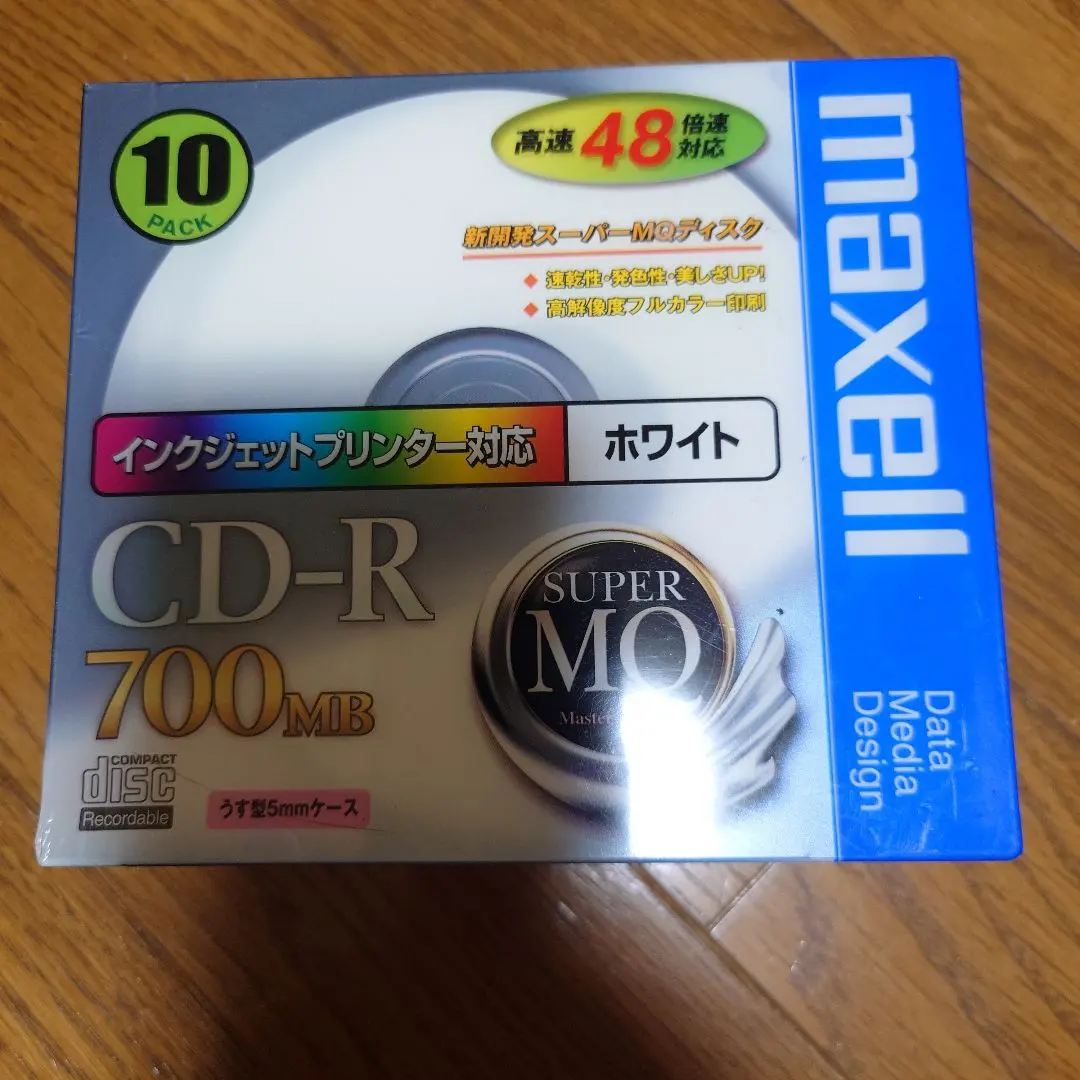 10
PACK
高速48倍速
対応
新開発スーパーMQディスク
◆ 速乾性・発色性・美しさUP!
◆ 高解像度フルカラー印刷
インクジェットプリンター対応
ホワイト
CD-R
700MB
SUPER
MQ
COMPACT
disc
Recordable
うす型5mmケース
maxell
Data
Media
Design